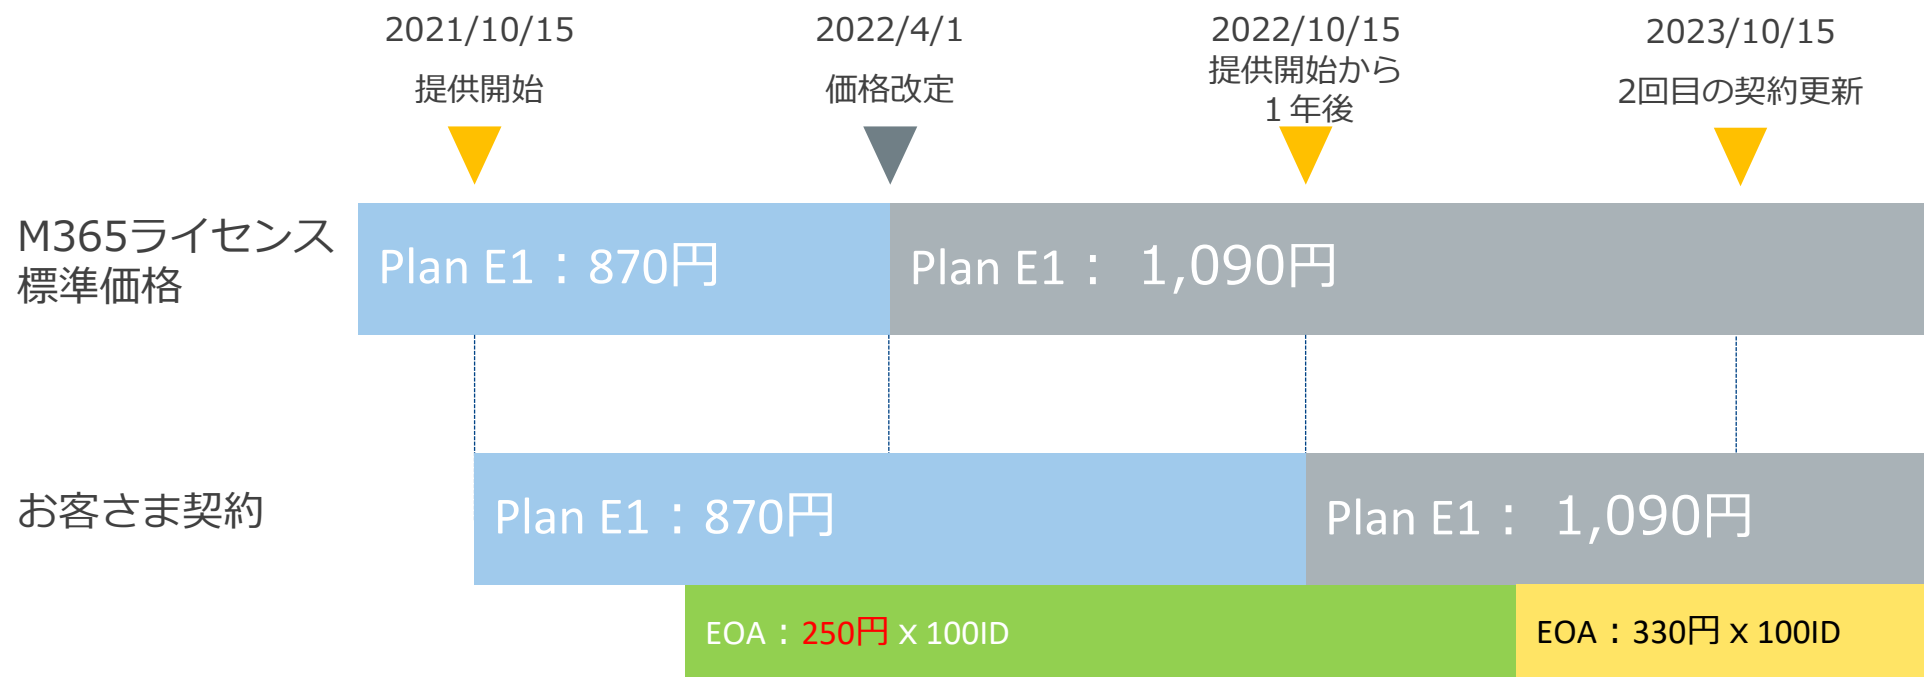 2021/10/15
提供開始
2022/4/1
価格改定
2022/10/15
提供開始から
１年後
2023/10/15
2回目の契約更新
M365ライセンス
標準価格
Plan E1：870円
Plan E1： 1,090円
お客さま契約
Plan E1：870円
Plan E1： 1,090円
EOA：250円 x 100ID
EOA：330円 x 100ID